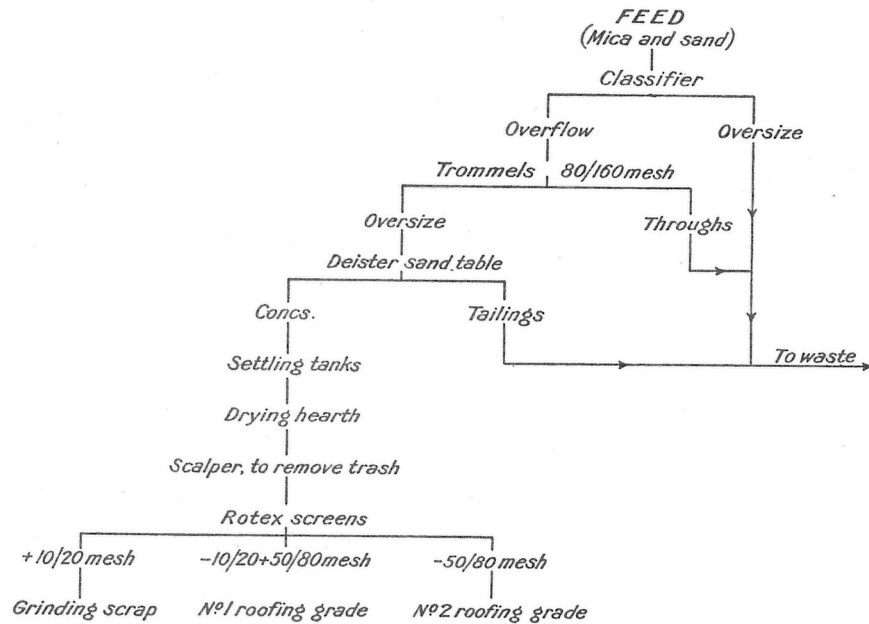 FEED
(Mica and sand)
Classifier
Overflow
Oversize
Trommels 80/160 mesh
Oversize
Throughs
Deister sand table
Concs.
Tailings
To waste
Settling tanks
Drying hearth
Scalper, to remove trash
Rotex screens
+10/20 mesh
-10/20+50/80 mesh
-50/80 mesh
Grinding scrap
Nº1 roofing grade
Nº2 roofing grade